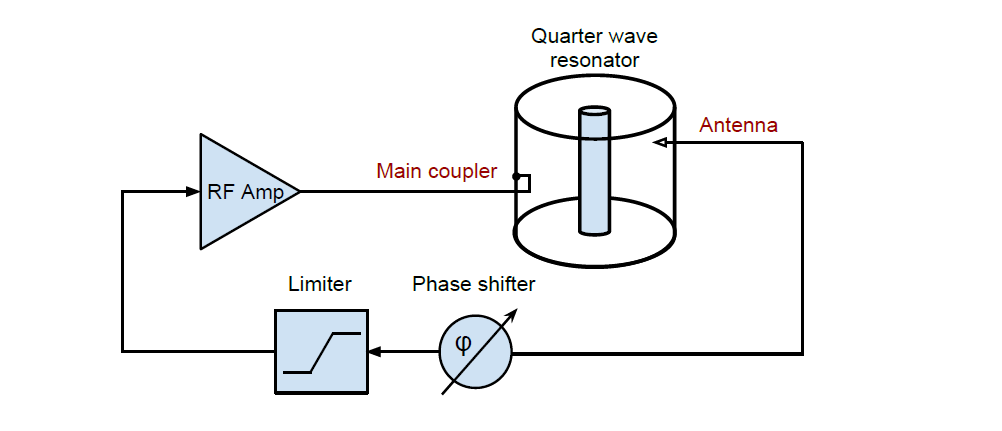 Quarter wave
resonator
Antenna
Main coupler
RF Amp
Limiter
Phase shifter
φ